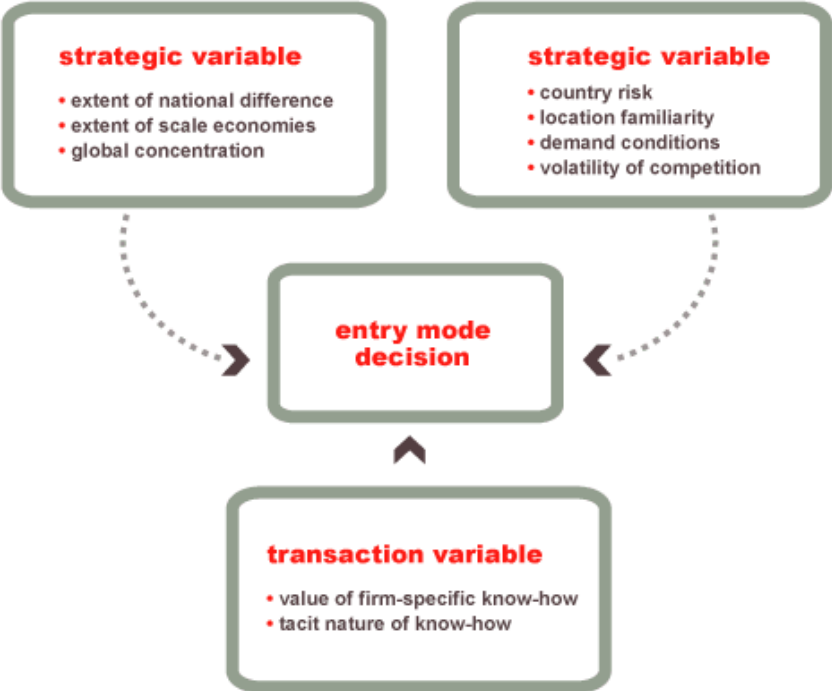 strategic variable
• extent of national difference
• extent of scale economies
• global concentration
strategic variable
• country risk
• location familiarity
• demand conditions
• volatility of competition
entry mode
decision
transaction variable
• value of firm-specific know-how
• tacit nature of know-how